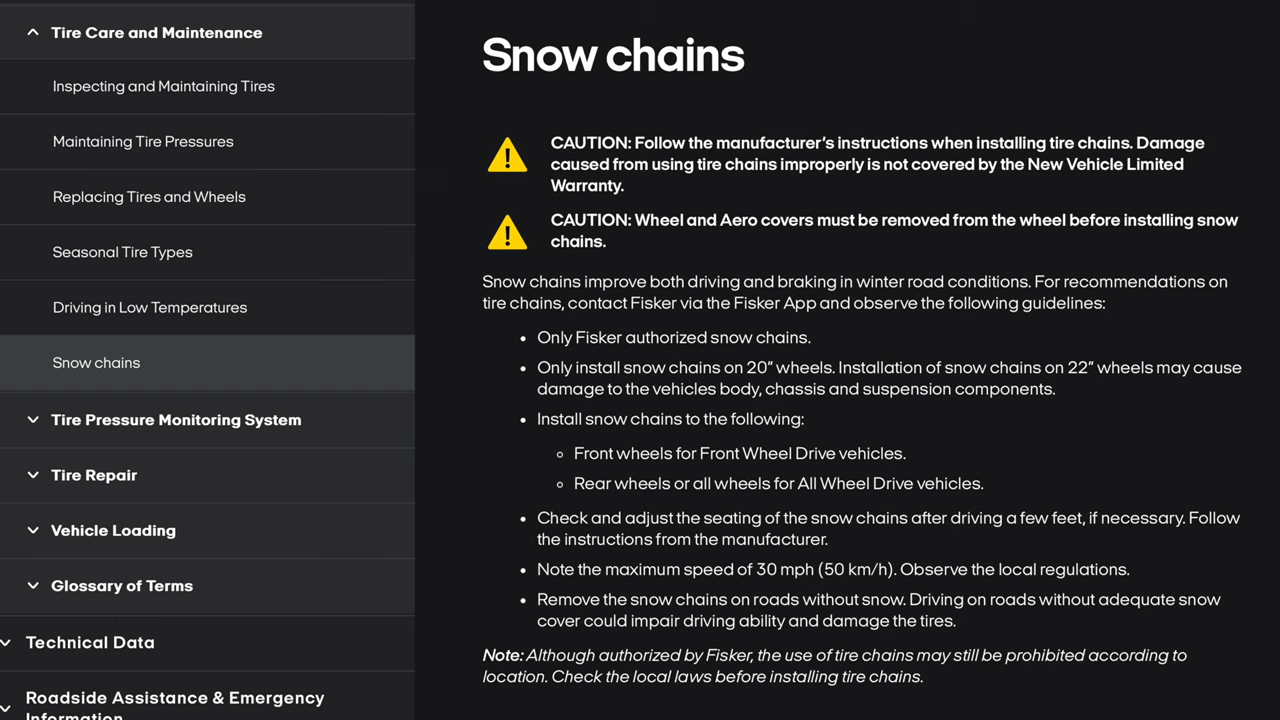 Tire Care and Maintenance
Inspecting and Maintaining Tires
Maintaining Tire Pressures
Replacing Tires and Wheels
Seasonal Tire Types
Driving in Low Temperatures
Snow chains
Tire Pressure Monitoring System
Tire Repair
Vehicle Loading
Glossary of Terms
Technical Data
Roadside Assistance & Emergency
Information
Snow chains
CAUTION: Follow the manufacturer's instructions when installing tire chains. Damage
caused from using tire chains improperly is not covered by the New Vehicle Limited
Warranty.
CAUTION: Wheel and Aero covers must be removed from the wheel before installing snow
chains.
Snow chains improve both driving and braking in winter road conditions. For recommendations on
tire chains, contact Fisker via the Fisker App and observe the following guidelines:
• Only Fisker authorized snow chains.
• Only install snow chains on 20" wheels. Installation of snow chains on 22" wheels may cause
damage to the vehicles body, chassis and suspension components.
• Install snow chains to the following:
◦ Front wheels for Front Wheel Drive vehicles.
◦ Rear wheels or all wheels for All Wheel Drive vehicles.
• Check and adjust the seating of the snow chains after driving a few feet, if necessary. Follow
the instructions from the manufacturer.
• Note the maximum speed of 30 mph (50 km/h). Observe the local regulations.
• Remove the snow chains on roads without snow. Driving on roads without adequate snow
cover could impair driving ability and damage the tires.
Note: Although authorized by Fisker, the use of tire chains may still be prohibited according to
location. Check the local laws before installing tire chains.